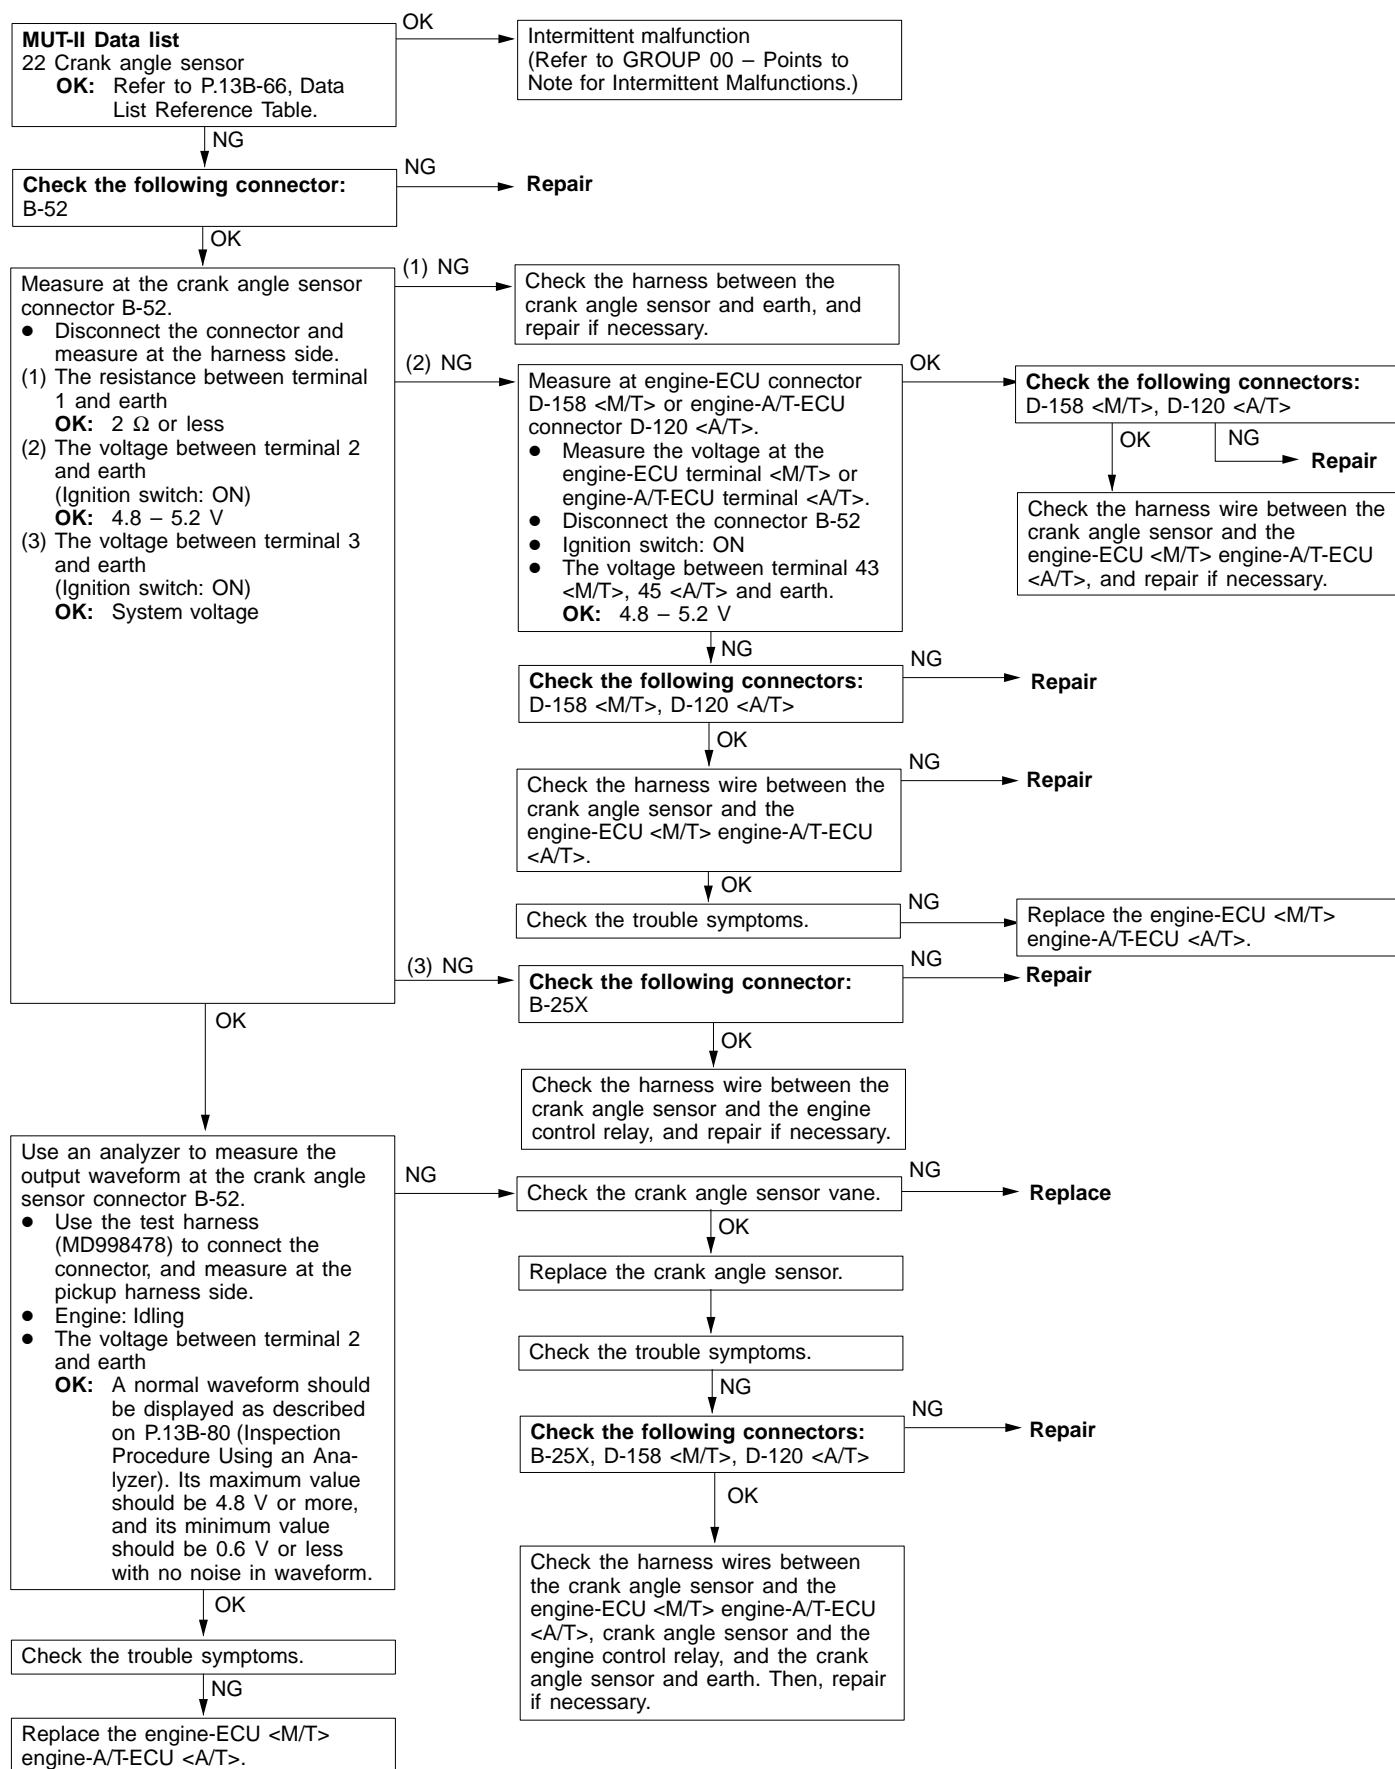 MUT-II Data list
22 Crank angle sensor
OK: Refer to P.13B-66, Data
List Reference Table.
OK
Intermittent malfunction
(Refer to GROUP 00 – Points to
Note for Intermittent Malfunctions.)
NG
Check the following connector:
B-52
NG
Repair
OK
Measure at the crank angle sensor
connector B-52.
● Disconnect the connector and
measure at the harness side.
(1) The resistance between terminal
1 and earth
OK: 2 Ω or less
(2) The voltage between terminal 2
and earth
(Ignition switch: ON)
OK: 4.8 – 5.2 V
(3) The voltage between terminal 3
and earth
(Ignition switch: ON)
OK: System voltage
(1) NG
Check the harness between the
crank angle sensor and earth, and
repair if necessary.
(2) NG
Measure at engine-ECU connector
D-158 <M/T> or engine-A/T-ECU
connector D-120 <A/T>.
● Measure the voltage at the
engine-ECU terminal <M/T> or
engine-A/T-ECU terminal <A/T>.
● Disconnect the connector B-52
● Ignition switch: ON
● The voltage between terminal 43
<M/T>, 45 <A/T> and earth.
OK: 4.8 – 5.2 V
OK
Check the following connectors:
D-158 <M/T>, D-120 <A/T>
OK
NG
Repair
Check the harness wire between the
crank angle sensor and the
engine-ECU <M/T> engine-A/T-ECU
<A/T>, and repair if necessary.
NG
Check the following connectors:
D-158 <M/T>, D-120 <A/T>
NG
Repair
OK
Check the harness wire between the
crank angle sensor and the
engine-ECU <M/T> engine-A/T-ECU
<A/T>.
NG
Repair
OK
Check the trouble symptoms.
NG
Replace the engine-ECU <M/T>
engine-A/T-ECU <A/T>.
(3) NG
Check the following connector:
B-25X
NG
Repair
OK
Check the harness wire between the
crank angle sensor and the engine
control relay, and repair if necessary.
OK
Use an analyzer to measure the
output waveform at the crank angle
sensor connector B-52.
● Use the test harness
(MD998478) to connect the
connector, and measure at the
pickup harness side.
● Engine: Idling
● The voltage between terminal 2
and earth
OK: A normal waveform should
be displayed as described
on P.13B-80 (Inspection
Procedure Using an Ana-
lyzer). Its maximum value
should be 4.8 V or more,
and its minimum value
should be 0.6 V or less
with no noise in waveform.
NG
Check the crank angle sensor vane.
NG
Replace
OK
Replace the crank angle sensor.
Check the trouble symptoms.
NG
Check the following connectors:
B-25X, D-158 <M/T>, D-120 <A/T>
NG
Repair
OK
Check the harness wires between
the crank angle sensor and the
engine-ECU <M/T> engine-A/T-ECU
<A/T>, crank angle sensor and the
engine control relay, and the crank
angle sensor and earth. Then, repair
if necessary.
OK
Check the trouble symptoms.
NG
Replace the engine-ECU <M/T>
engine-A/T-ECU <A/T>.